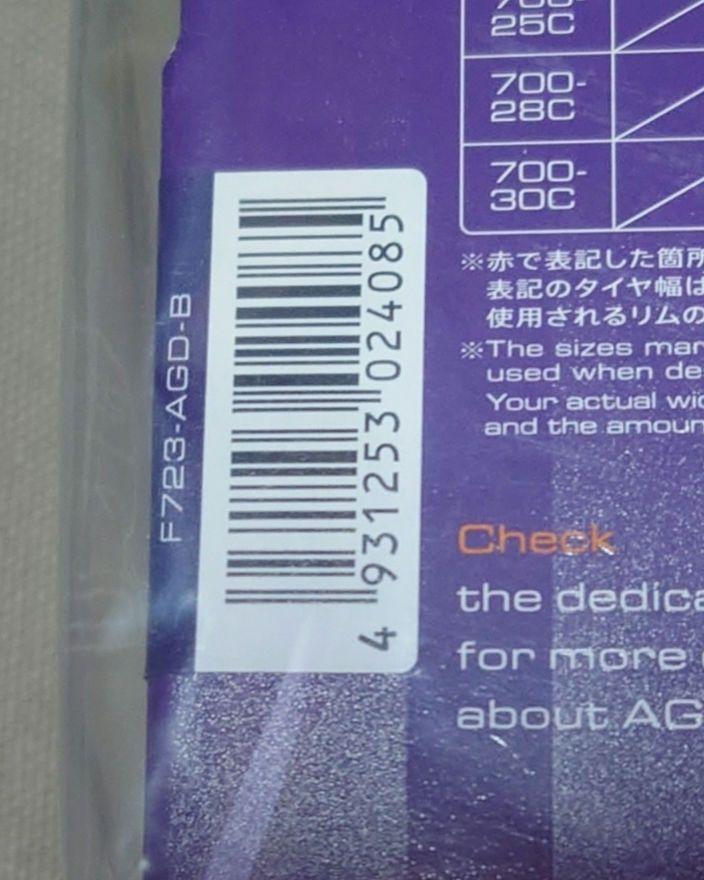 700-
25C
700-
28C
700-
30C
※赤で表記した箇所
表記のタイヤ幅は
使用されるリムの
※The sizes mar
used when de
Your actual wid
and the amoun
F723-AGD-B
4 931253 024085
Check
the dedica
for more
about AG